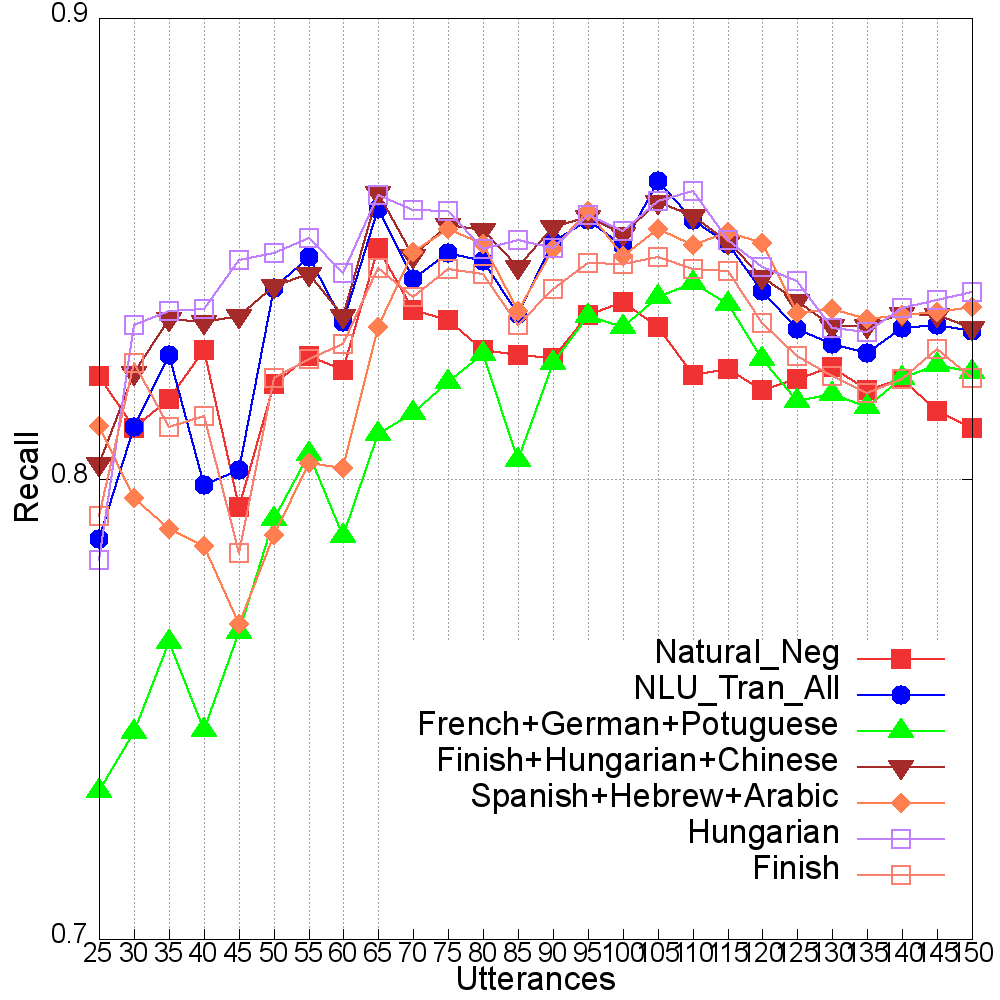 0.9
Recall
0.8
Natural_Neg
NLU_Tran_All
French+German+Potuguese
Finish+Hungarian+Chinese
Spanish+Hebrew+Arabic
Hungarian
Finish
0.7
25 30 35 40 45 50 55 60 65 70 75 80 85 90 95 100 105 110 115 120 125 130 135 140 145 150
Utterances